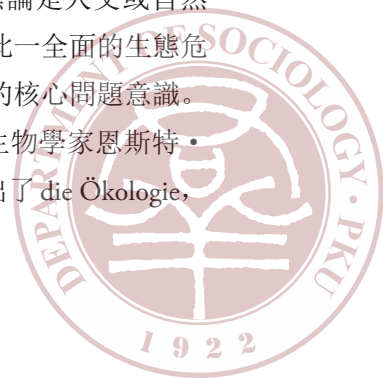 論是人文或自然
此一全面的生態危
的核心問題意識。
生物學家恩斯特·
出了 die Ökologie,
DEPARTMENT OF SOCIOLOGY · PKU
1922